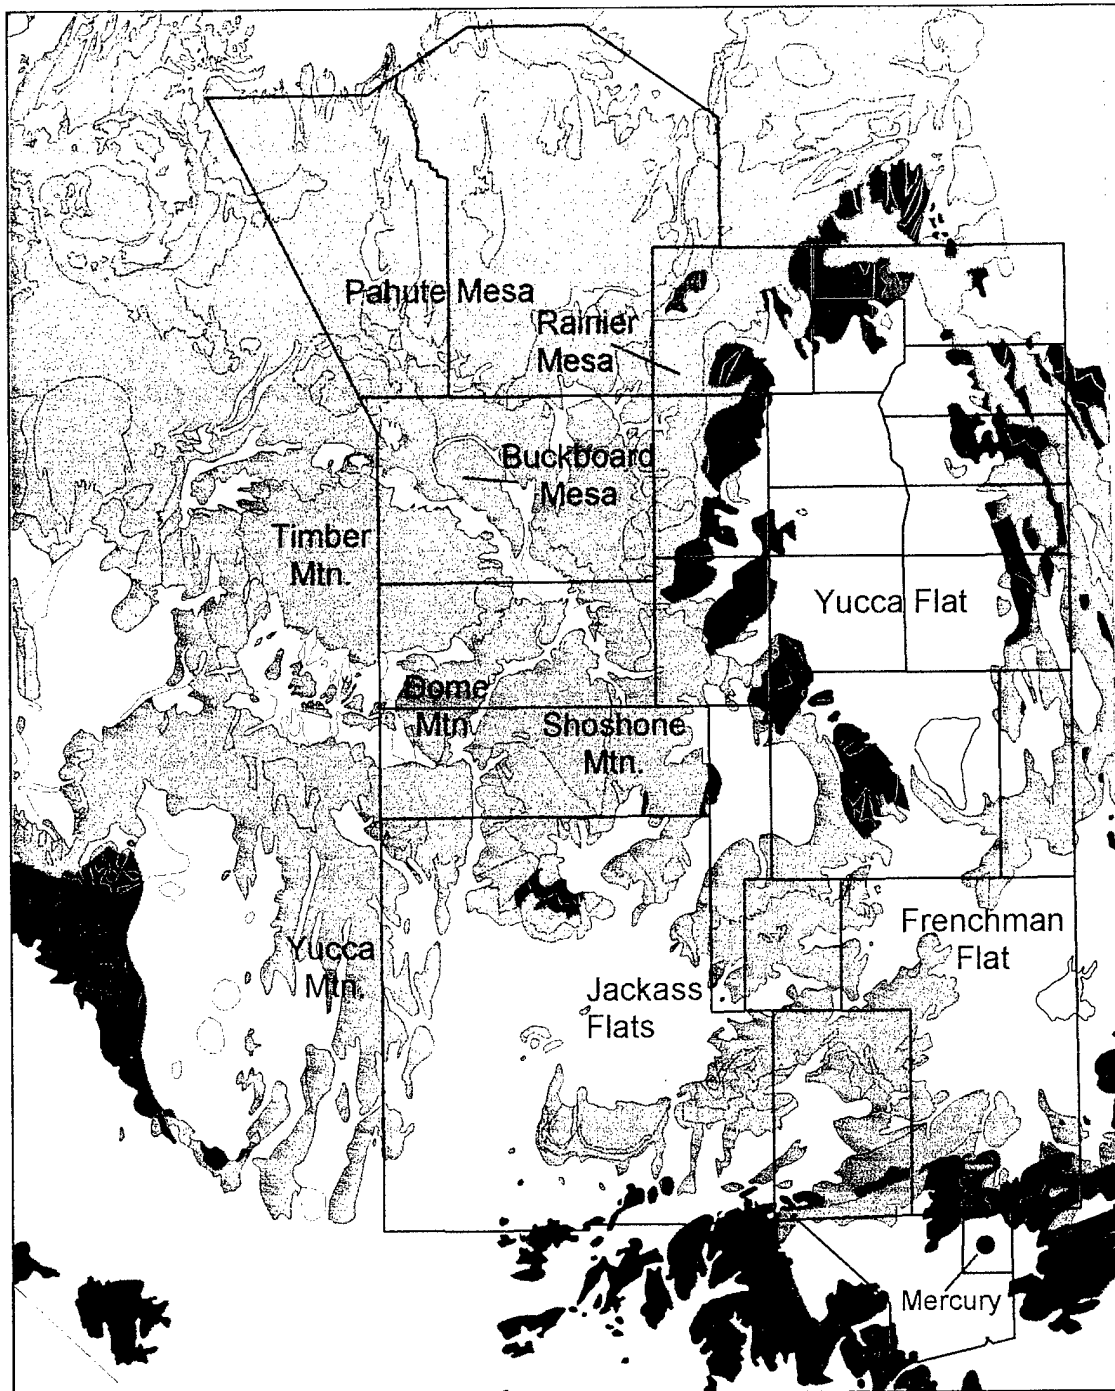 Pahute Mesa
Rainier
Mesa
Buckboard
Mesa
Timber
Mtn.
Yucca Flat
Dome
Mtn.
Shoshone
Mtn.
Frenchman
Flat
Yucca
Mtn.
Jackass
Flats
Mercury